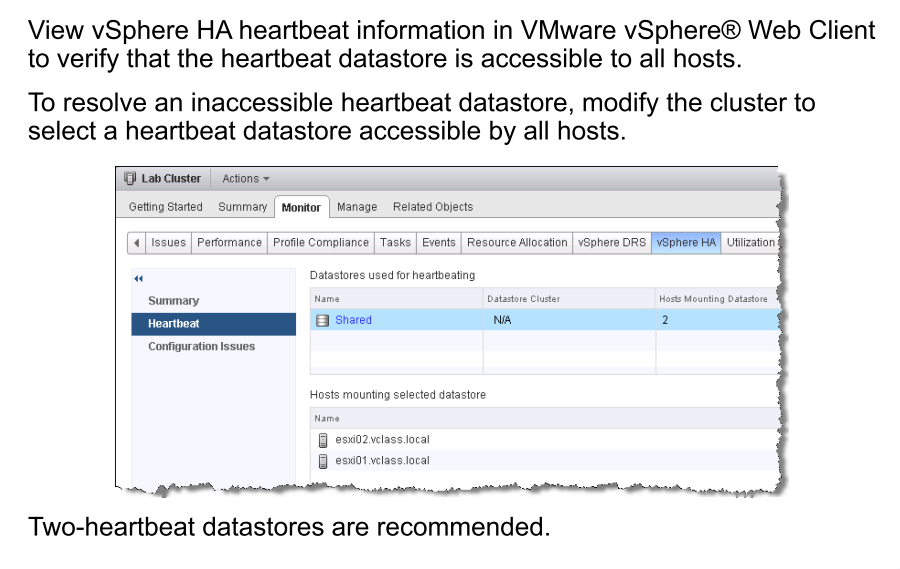 View vSphere HA heartbeat information in VMware vSphere® Web Client
to verify that the heartbeat datastore is accessible to all hosts.
To resolve an inaccessible heartbeat datastore, modify the cluster to
select a heartbeat datastore accessible by all hosts.
Lab Cluster Actions
Getting Started Summary Monitor Manage Related Objects
Issues Performance Profile Compliance Tasks Events Resource Allocation vSphere DRS vSphere HA Utilization
Summary
Heartbeat
Configuration Issues
Datastores used for heartbeating
Name Datastore Cluster Hosts Mounting Datastore
Shared N/A 2
Hosts mounting selected datastore
Name
esxi02.vclass.local
esxi01.vclass.local
Two-heartbeat datastores are recommended.